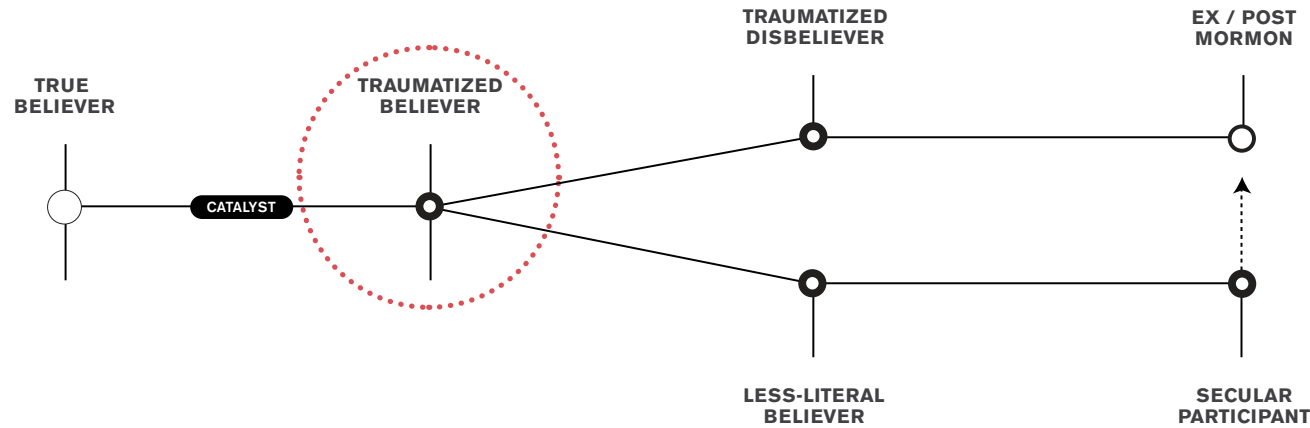 TRUE
BELIEVER
CATALYST
TRAUMATIZED
BELIEVER
TRAUMATIZED
DISBELIEVER
EX / POST
MORMON
LESS-LITERAL
BELIEVER
SECULAR
PARTICIPANT